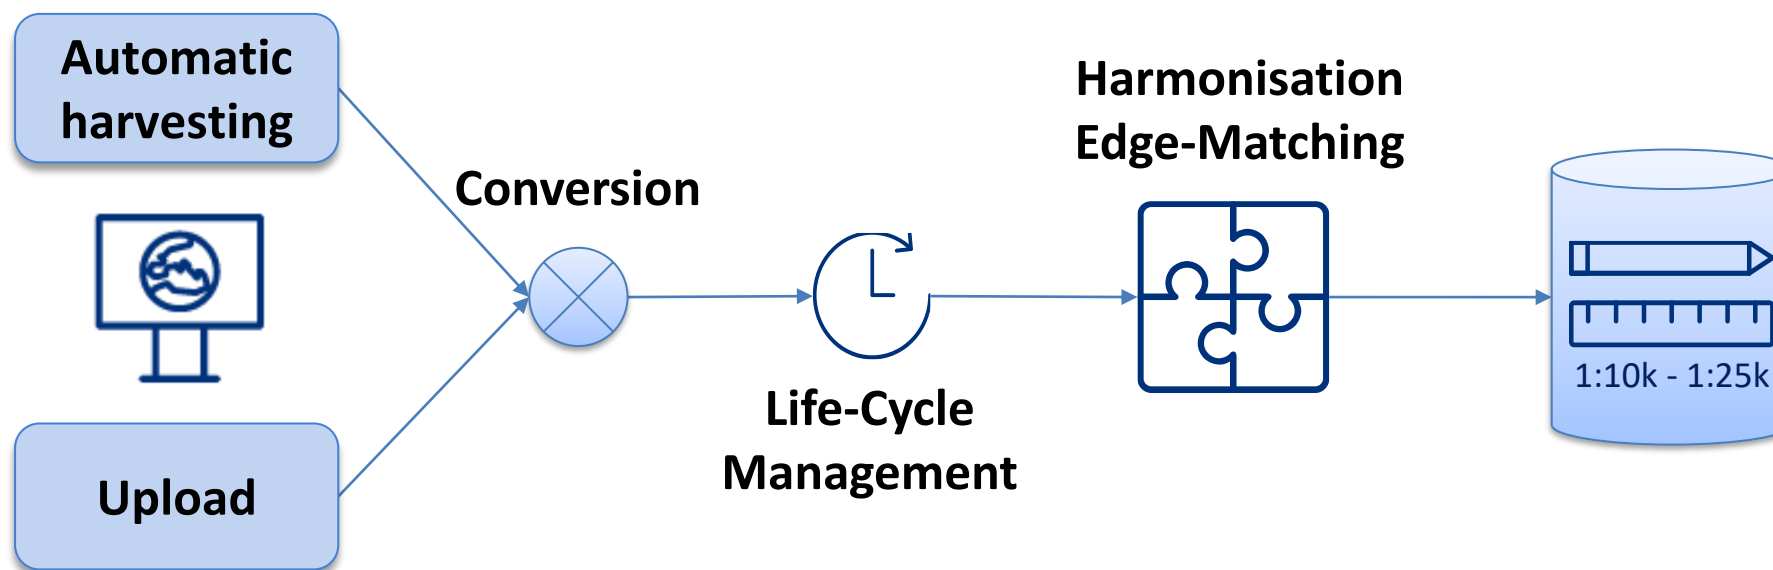 Automatic
harvesting
Conversion
Upload
Life-Cycle
Management
Harmonisation
Edge-Matching
1:10k - 1:25k